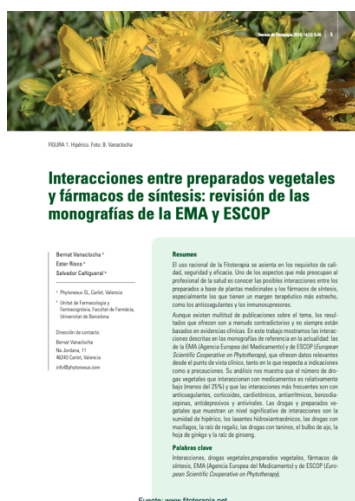 Revista de Fitoterapia 2014; 14 (1): 5-36 | 5
FIGURA 1. Hipérico. Foto: B. Vanaclocha
Interacciones entre preparados vegetales
y fármacos de síntesis: revisión de las
monografías de la EMA y ESCOP
Bernat Vanaclocha a
Ester Risco a
Salvador Cañigueral b
a Phytonexus SL, Carlet, Valencia
b Unitat de Farmacologia y
Farmacognòsia, Facultat de Farmàcia,
Universitat de Barcelona
Dirección de contacto:
Bernat Vanaclocha
Na Jordana, 11
46240 Carlet, Valencia
info@phytonexus.com
Resumen
El uso racional de la Fitoterapia se asienta en los requisitos de cali-
dad, seguridad y eficacia. Uno de los aspectos que más preocupan al
profesional de la salud es conocer las posibles interacciones entre los
preparados a base de plantas medicinales y los fármacos de síntesis,
especialmente los que tienen un margen terapéutico más estrecho,
como los anticoagulantes y los inmunosupresores.
Aunque existen multitud de publicaciones sobre el tema, los resul-
tados que ofrecen son a menudo contradictorios y no siempre están
basados en evidencias clínicas. En este trabajo mostramos las interac-
ciones descritas en las monografías de referencia en la actualidad: las
de la EMA (Agencia Europea del Medicamento) y de ESCOP (European
Scientific Cooperative on Phytotherapy), que ofrecen datos relevantes
desde el punto de vista clínico, tanto en lo que respecta a indicaciones
como a precauciones. Su análisis nos muestra que el número de dro-
gas vegetales que interaccionan con medicamentos es relativamente
bajo (menos del 25%) y que las interacciones más frecuentes son con
anticoagulantes, corticoides, cardiotónicos, antiarrítmicos, benzodia-
zepinas, antidepresivos y antivirales. Las drogas y preparados ve-
getales que muestran un nivel significativo de interacciones son la
sumidad de hipérico, los laxantes hidroxiantracénicos, las drogas con
mucílagos, la raíz de regaliz, las drogas con taninos, el bulbo de ajo, la
hoja de ginkgo y la raíz de ginseng.
Palabras clave
Interacciones, drogas vegetales,preparados vegetales, fármacos de
síntesis, EMA (Agencia Europea del Medicamento) y de ESCOP (Euro-
pean Scientific Cooperative on Phytotherapy).
Fuente: www.fitoterapia.net